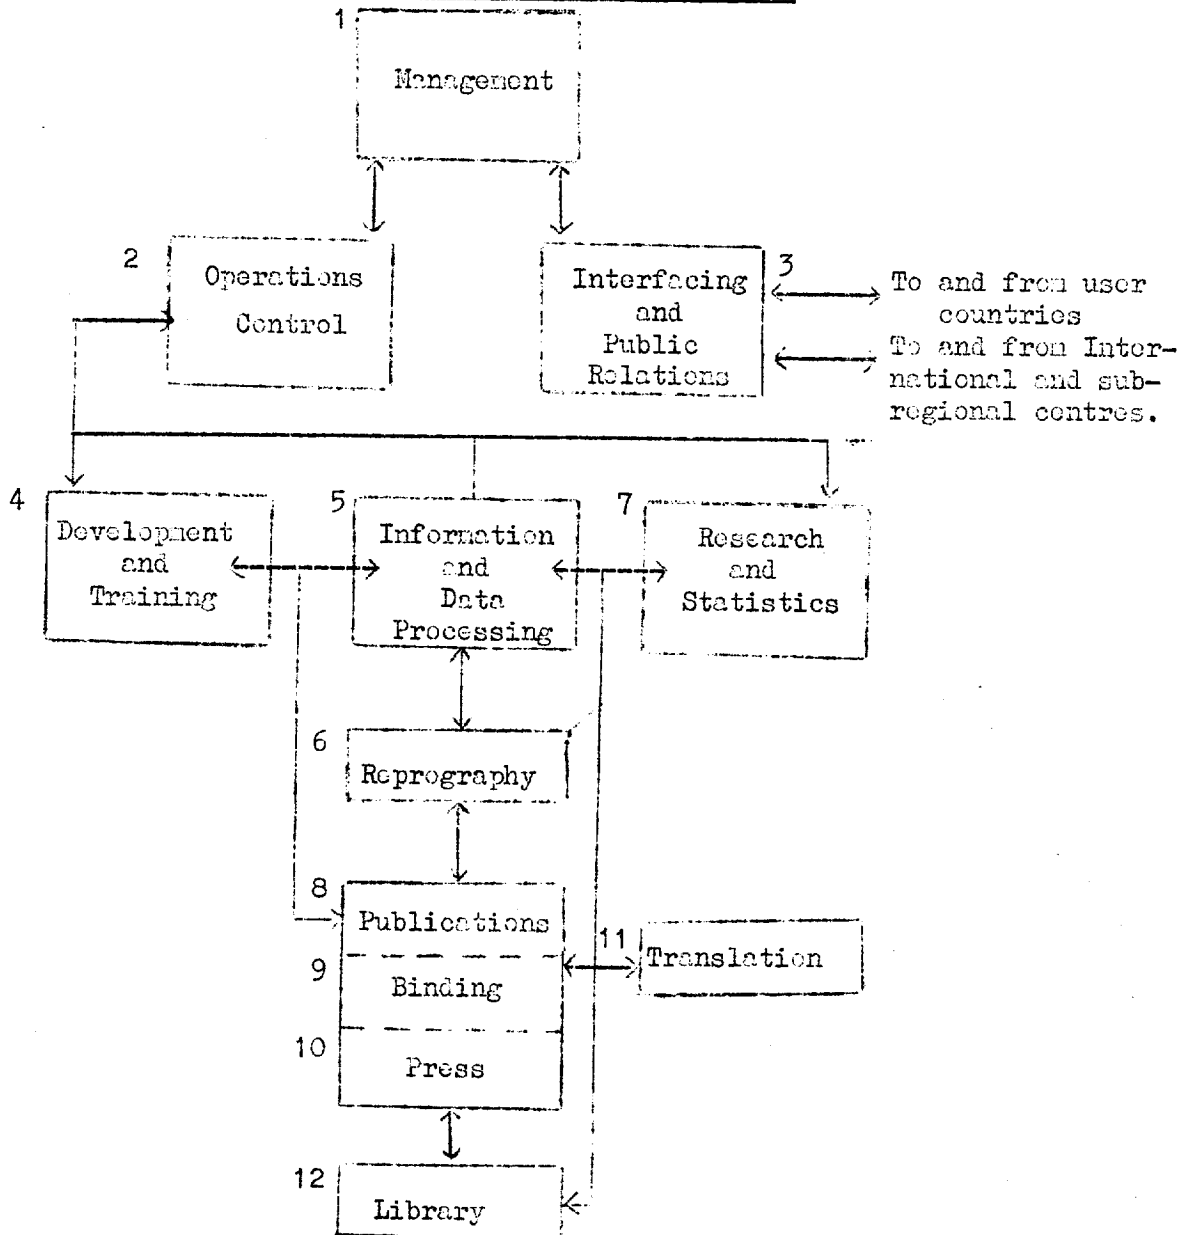 1
Management
2
Operations
Control
3
Interfacing
and
Public
Relations
To and from user
countries
To and from Inter-
national and sub-
regional centres.
4
Development
and
Training
5
Information
and
Data
Processing
7
Research
and
Statistics
6
Reprography
8
Publications
9
Binding
10
Press
11
Translation
12
Library